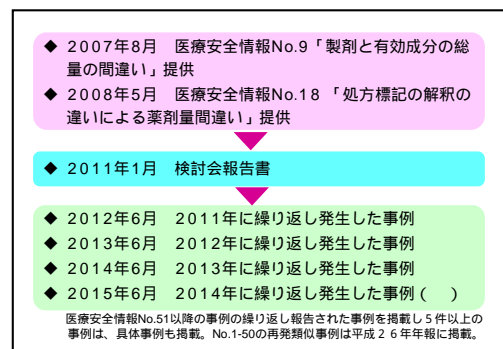 ◆ 2007年8月 医療安全情報No.9「製剤と有効成分の総
量の間違い」提供
◆ 2008年5月 医療安全情報No.18 「処方標記の解釈の
違いによる薬剤量間違い」提供
◆ 2011年1月 検討会報告書
◆ 2012年6月 2011年に繰り返し発生した事例
◆ 2013年6月 2012年に繰り返し発生した事例
◆ 2014年6月 2013年に繰り返し発生した事例
◆ 2015年6月 2014年に繰り返し発生した事例( )
医療安全情報No.51以降の事例の繰り返し報告された事例を掲載し5件以上の
事例は、具体事例も掲載。No.1-50の再発類似事例は平成26年年報に掲載。